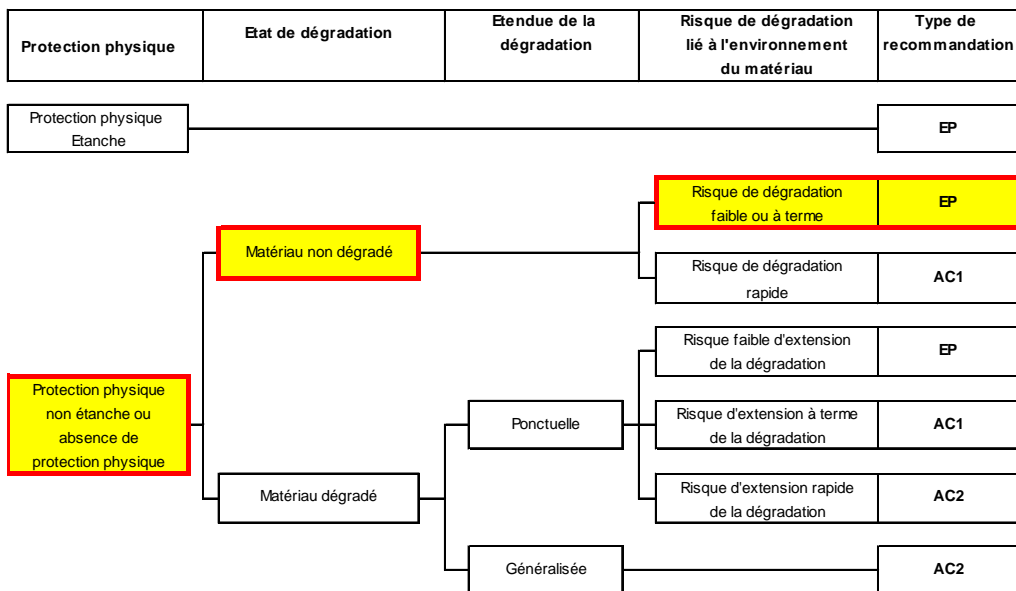 Protection physique
Etat de dégradation
Etendue de la
dégradation
Risque de dégradation
lié à l'environnement
du matériau
Type de
recommandation
Protection physique
Etanche
EP
Risque de dégradation
faible ou à terme
EP
Matériau non dégradé
Risque de dégradation
rapide
AC1
Risque faible d'extension
de la dégradation
EP
Protection physique
non étanche ou
absence de
protection physique
Ponctuelle
Risque d'extension à terme
de la dégradation
AC1
Matériau dégradé
Risque d'extension rapide
de la dégradation
AC2
Généralisée
AC2